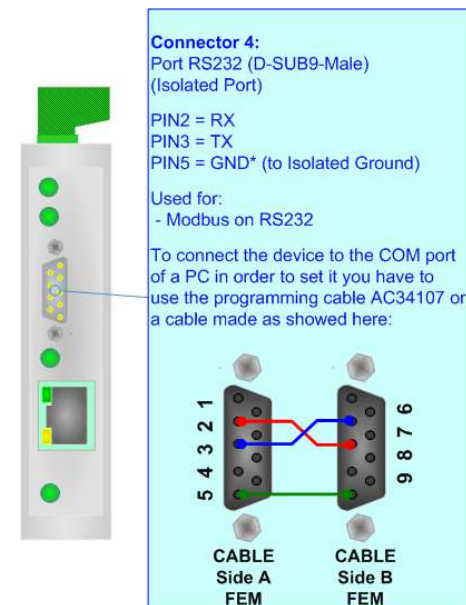 Connector 4:
Port RS232 (D-SUB9-Male)
(Isolated Port)
PIN2 = RX
PIN3 = TX
PIN5 = GND* (to Isolated Ground)
Used for:
- Modbus on RS232
To connect the device to the COM port
of a PC in order to set it you have to
use the programming cable AC34107 or
a cable made as showed here:
1
2
3
4
5
6
7
8
9
CABLE
Side A
FEM
CABLE
Side B
FEM